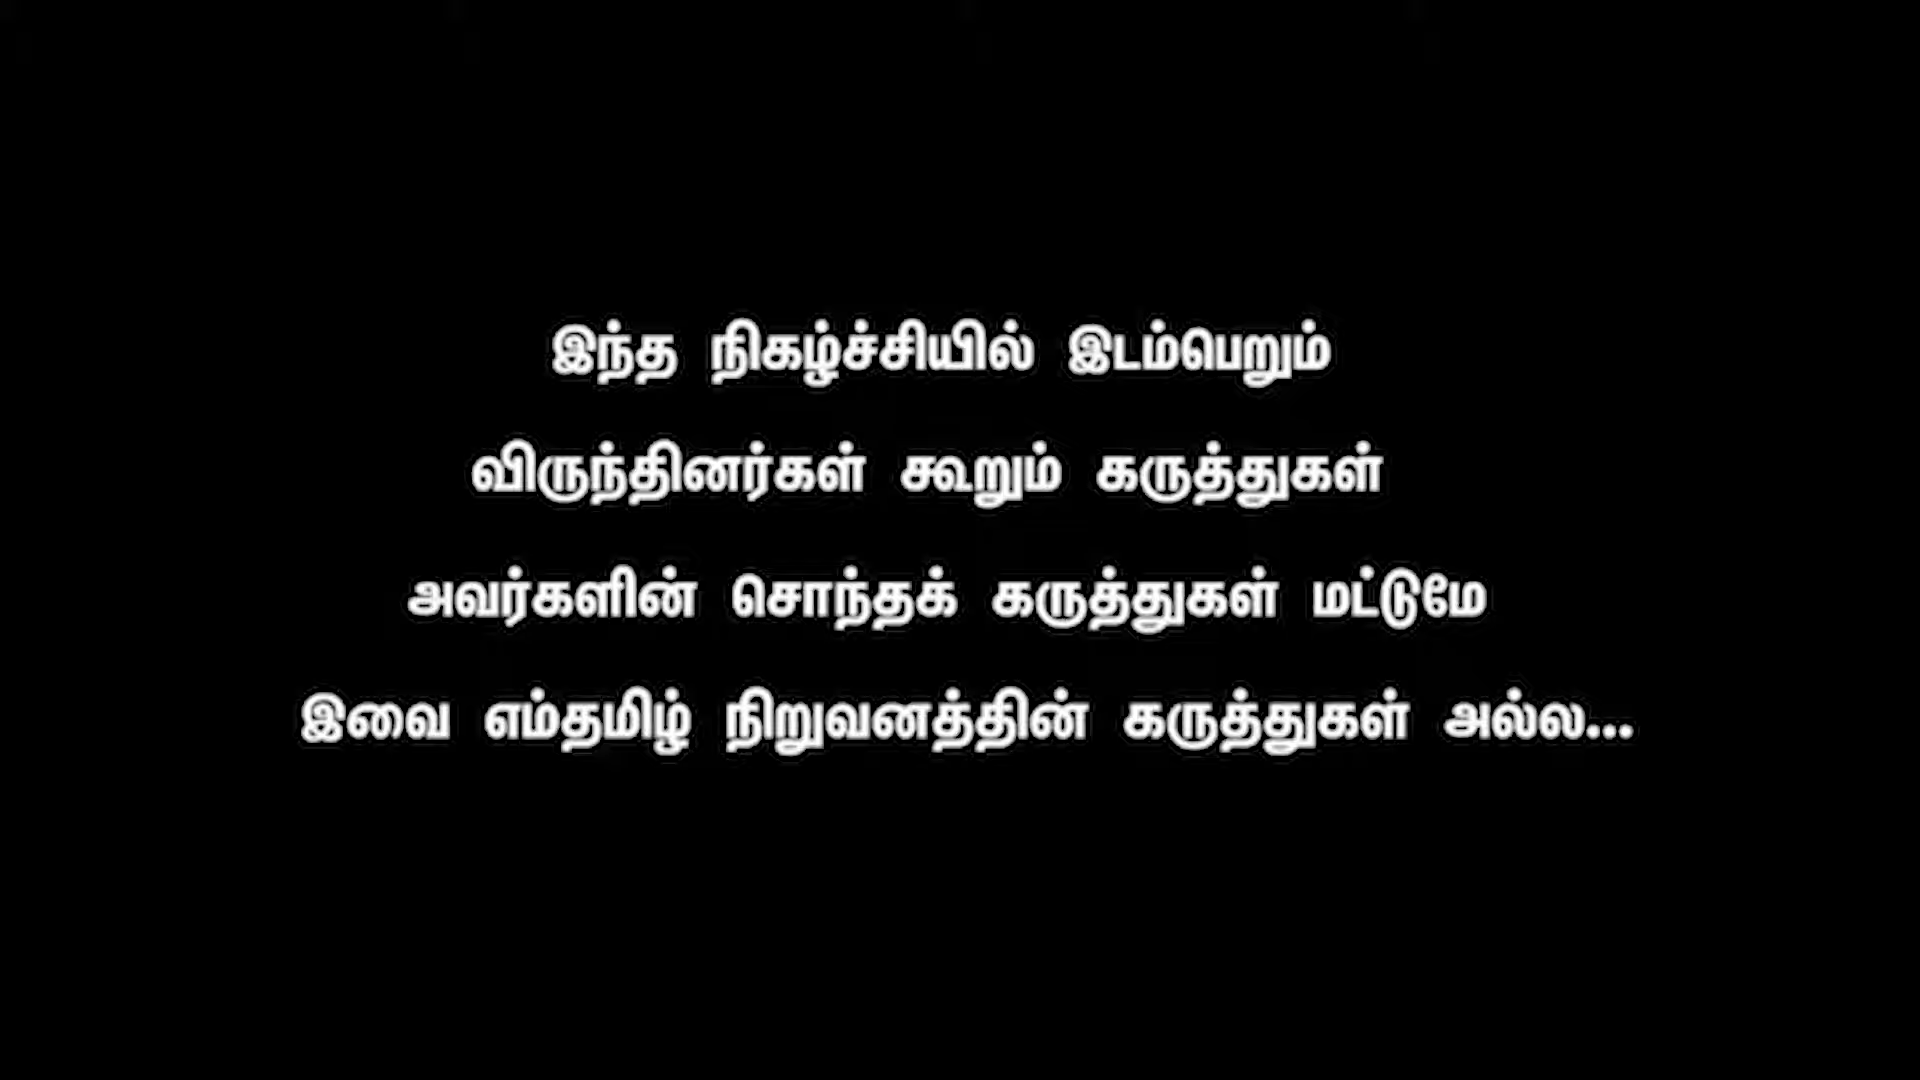 இந்த நிகழ்ச்சியில் இடம்பெறும்
விருந்தினர்கள் கூறும் கருத்துகள்
அவர்களின் சொந்தக் கருத்துகள் மட்டுமே
இவை எம்தமிழ் நிறுவனத்தின் கருத்துகள் அல்ல...